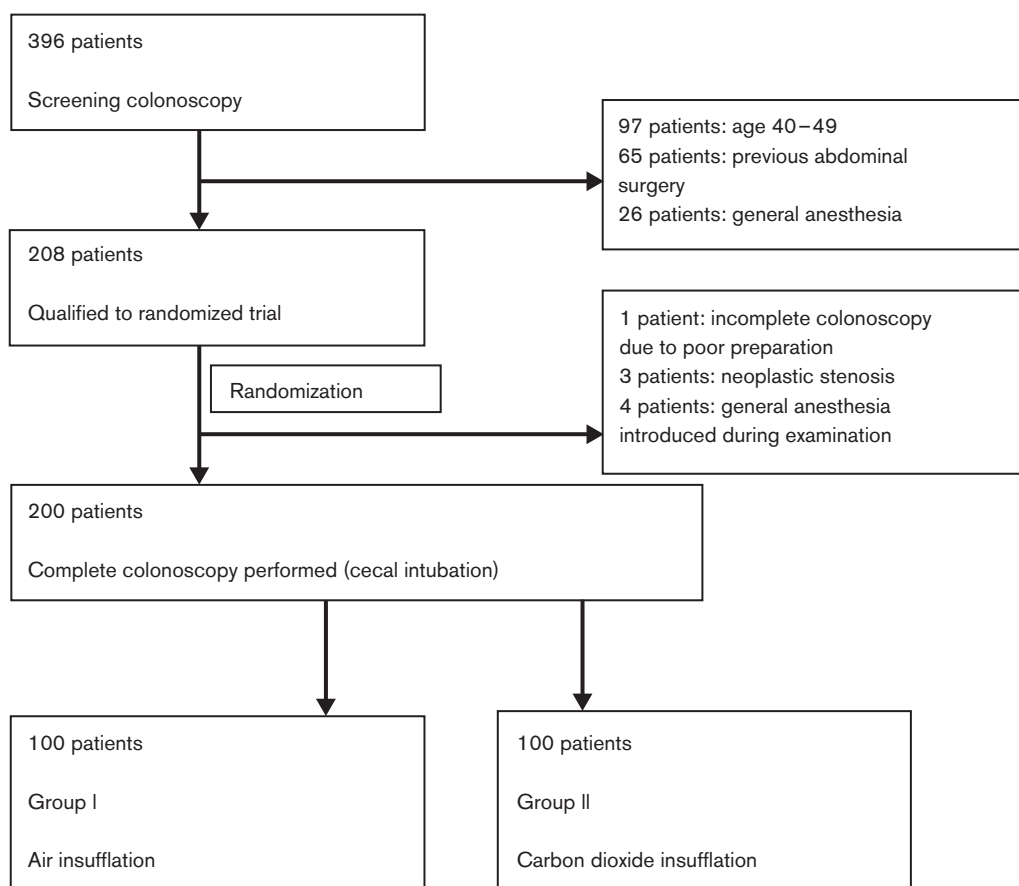 396 patients
Screening colonoscopy
97 patients: age 40–49
65 patients: previous abdominal
surgery
26 patients: general anesthesia
208 patients
Qualified to randomized trial
1 patient: incomplete colonoscopy
due to poor preparation
3 patients: neoplastic stenosis
4 patients: general anesthesia
introduced during examination
Randomization
200 patients
Complete colonoscopy performed (cecal intubation)
100 patients
Group I
Air insufflation
100 patients
Group II
Carbon dioxide insufflation